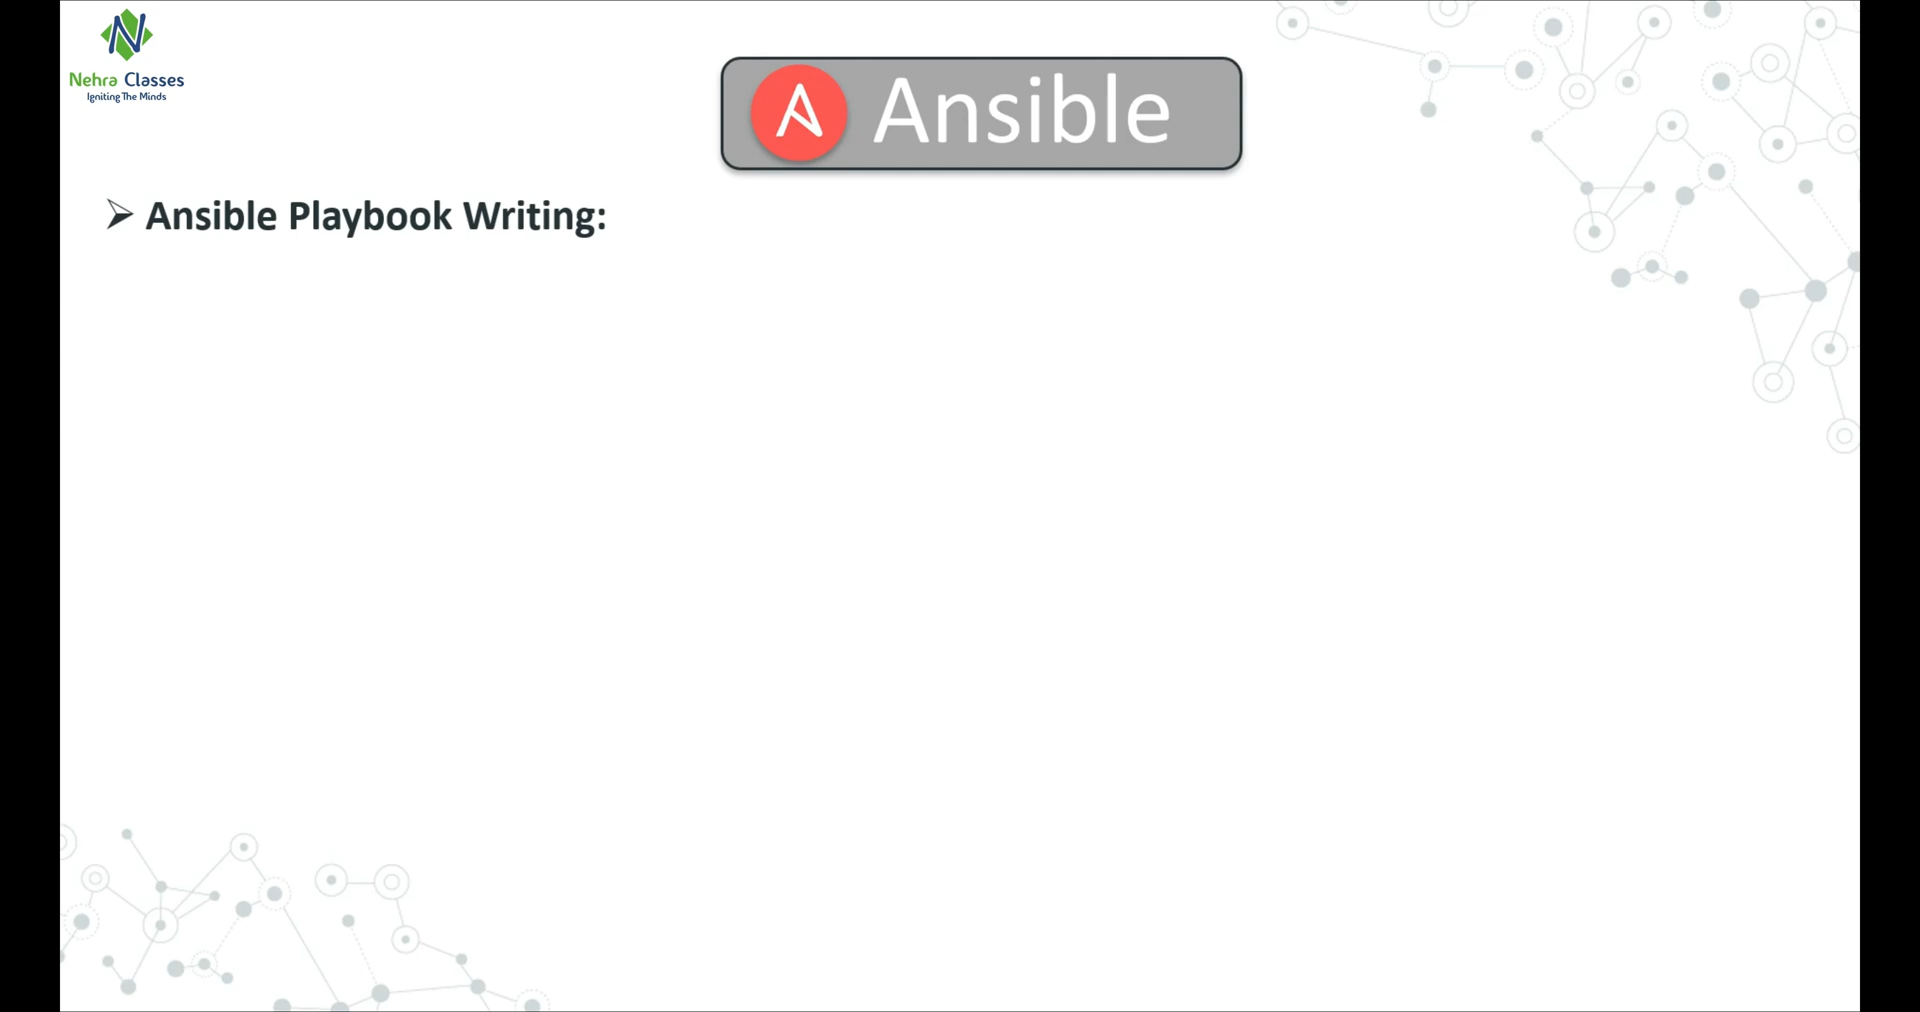 Nehra Classes
Igniting The Minds
Ansible
Ansible Playbook Writing: